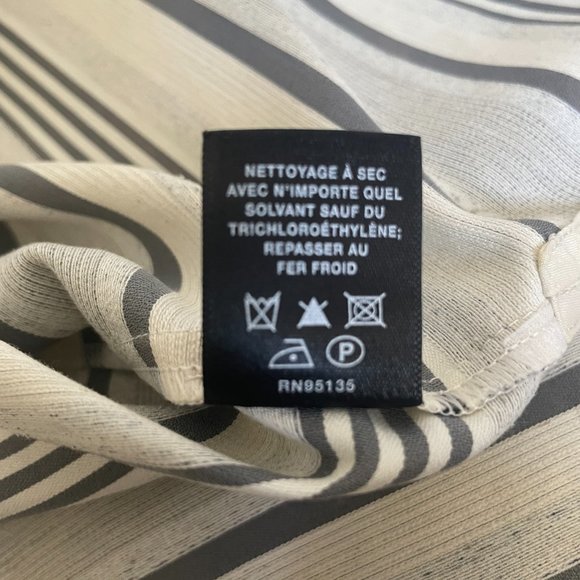 NETTOYAGE À SEC
AVEC N'IMPORTE QUEL
SOLVANT SAUF DU
TRICHLOROÉTHYLÈNE;
REPASSER AU
FER FROID
P
RN95135